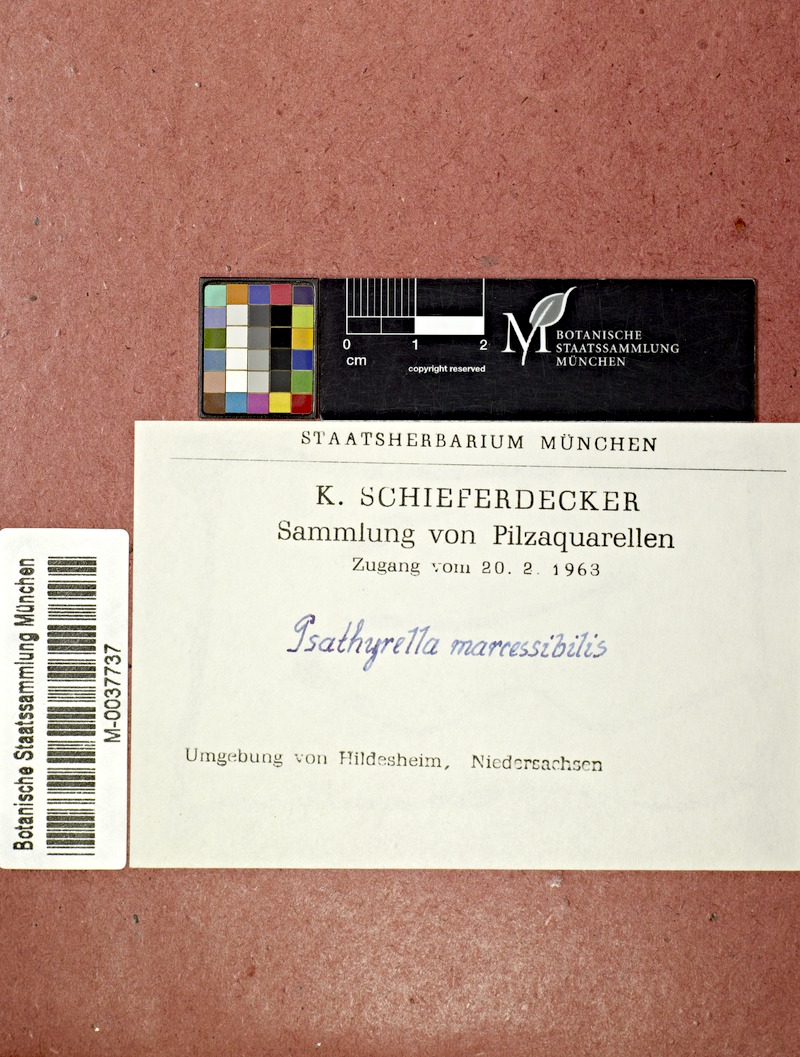 0 1 2
cm
copyright reserved
M BOTANISCHE
STAATSSAMMLUNG
MÜNCHEN
STAATSHERBARIUM MÜNCHEN
K. SCHIEFERDECKER
Sammlung von Pilzaquarellen
Zugang vom 20. 2. 1963
Psathyrella marcessibilis
Umgebung von Hildesheim, Niedersachsen
Botanische Staatssammlung München
M-0037737